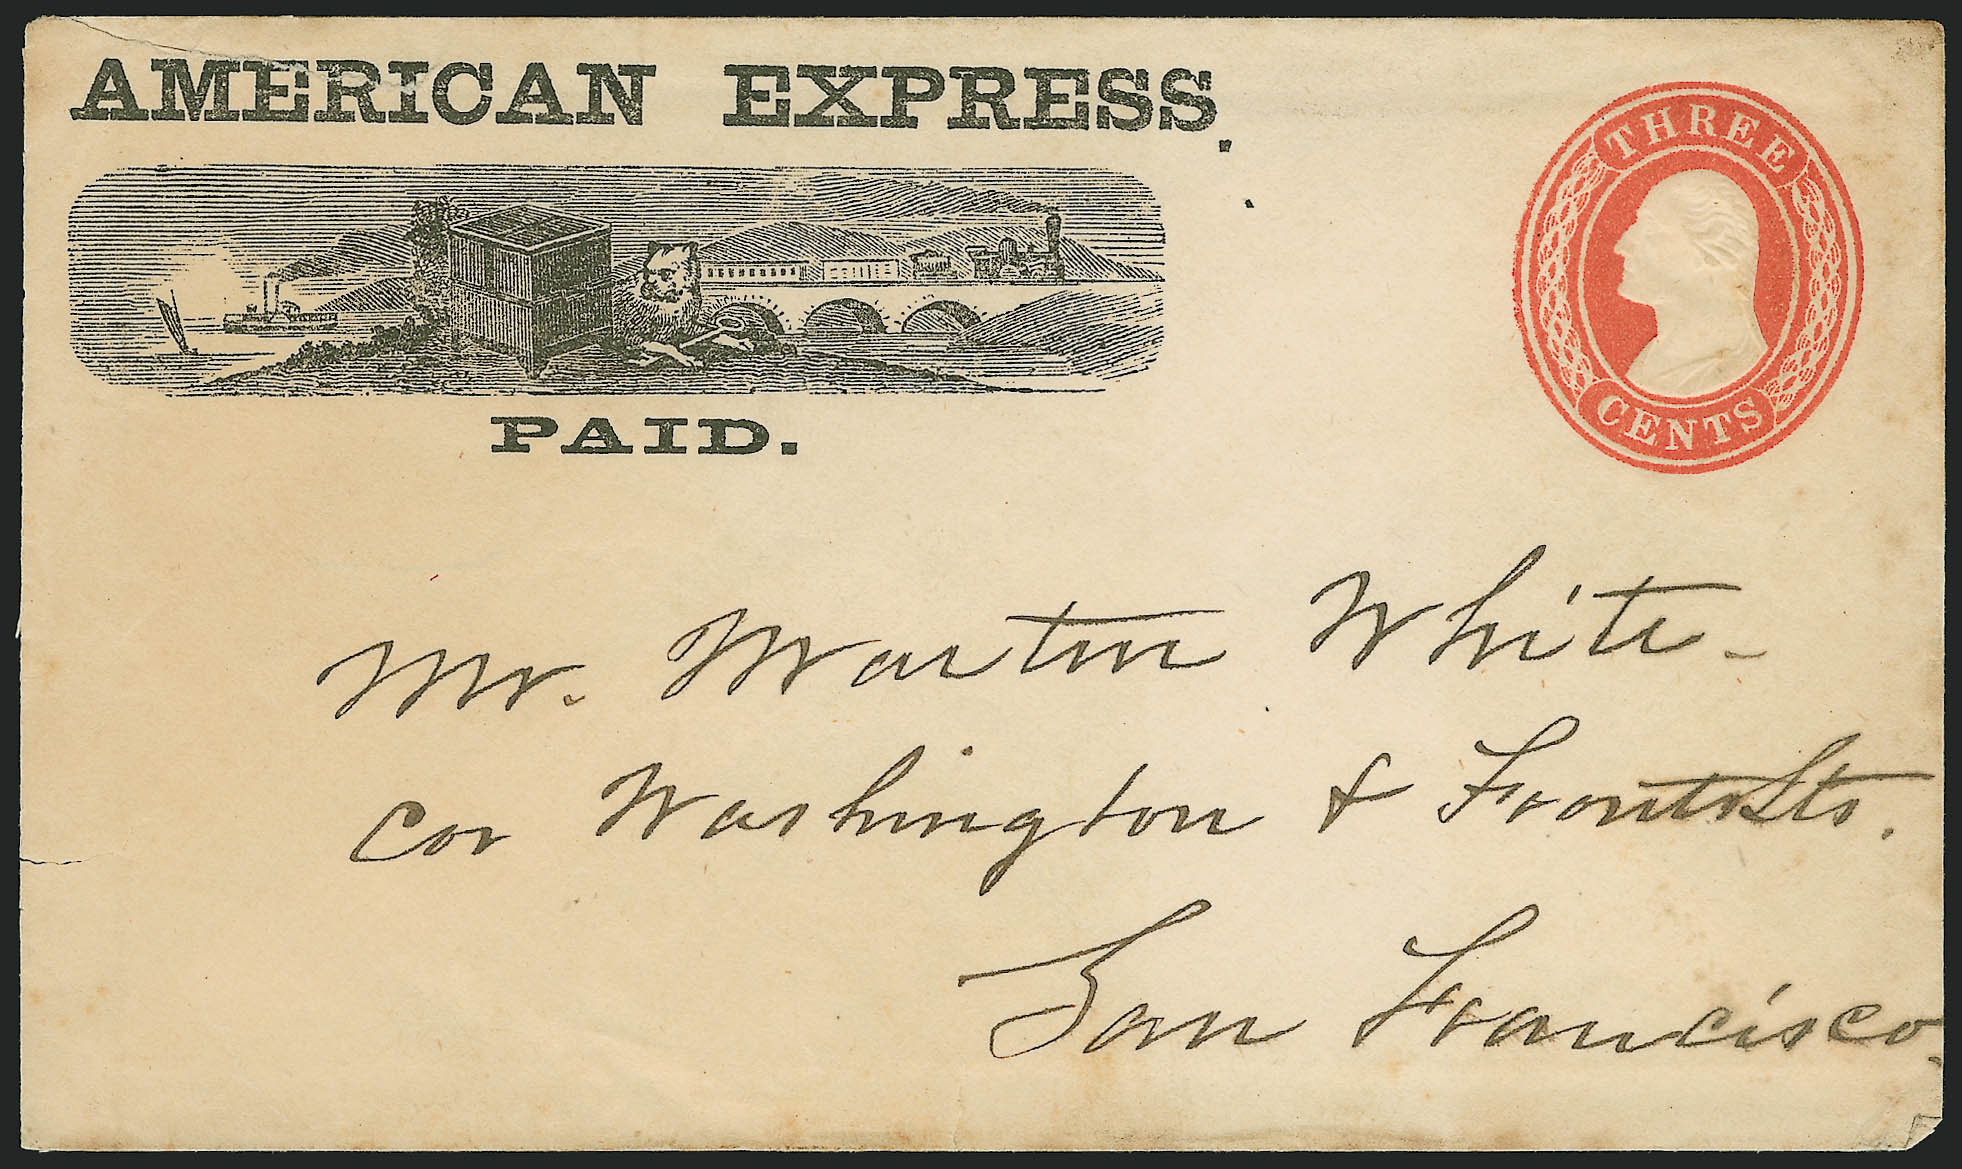 AMERICAN EXPRESS.
PAID.
THREE
CENTS
Mr. Martin White
cor Washington & Front Sts.
San Francisco